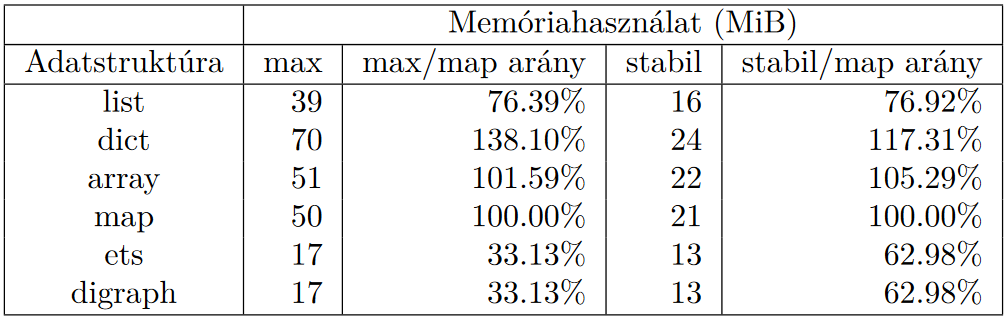 Memóriahasználat (MiB)
Adatstruktúra max max/map arány stabil stabil/map arány
list 39 76.39% 16 76.92%
dict 70 138.10% 24 117.31%
array 51 101.59% 22 105.29%
map 50 100.00% 21 100.00%
ets 17 33.13% 13 62.98%
digraph 17 33.13% 13 62.98%